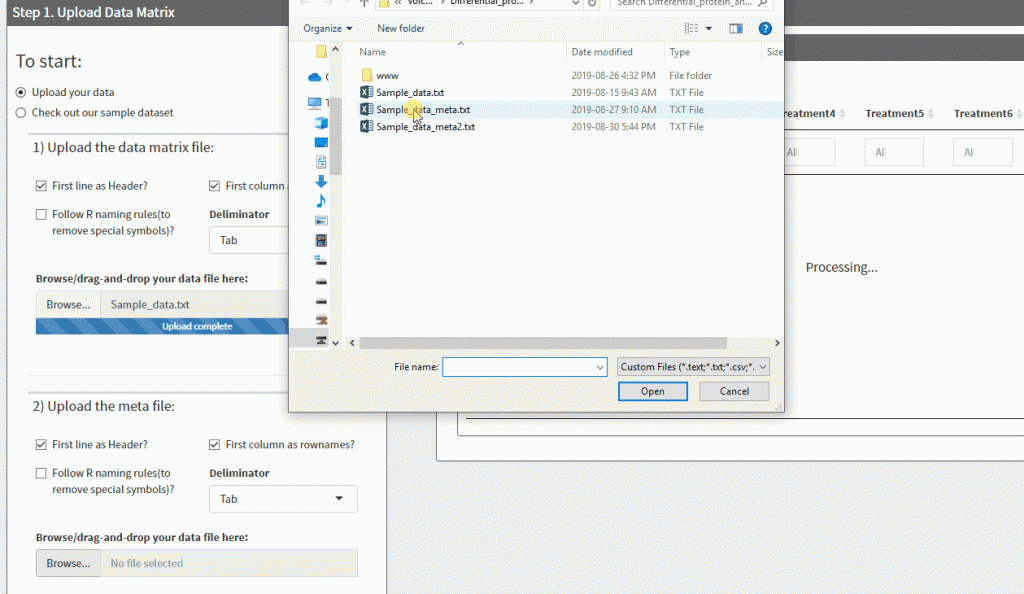 Step 1. Upload Data Matrix
To start:
Upload your data
Check out our sample dataset
1) Upload the data matrix file:
First line as Header?
First column
Follow R naming rules(to
remove special symbols)?
Deliminator
Tab
Browse/drag-and-drop your data file here:
Browse... Sample_data.txt
Upload complete
2) Upload the meta file:
First line as Header?
First column as rownames?
Follow R naming rules(to
remove special symbols)?
Deliminator
Tab
Browse/drag-and-drop your data file here:
Browse... No file selected
« Volc... › Differential_pro... › Search Differential_protein_an...
Organize New folder
Name Date modified Type Size
www 2019-08-26 4:32 PM File folder
Sample_data.txt 2019-08-15 9:43 AM TXT File
Sample_data_meta.txt 2019-08-27 9:10 AM TXT File
Sample_data_meta2.txt 2019-08-30 5:44 PM TXT File
File name: Custom Files (*.text;*.txt;*.csv;*.
Open Cancel
reatment4 Treatment5 Treatment6
All All All
Processing...